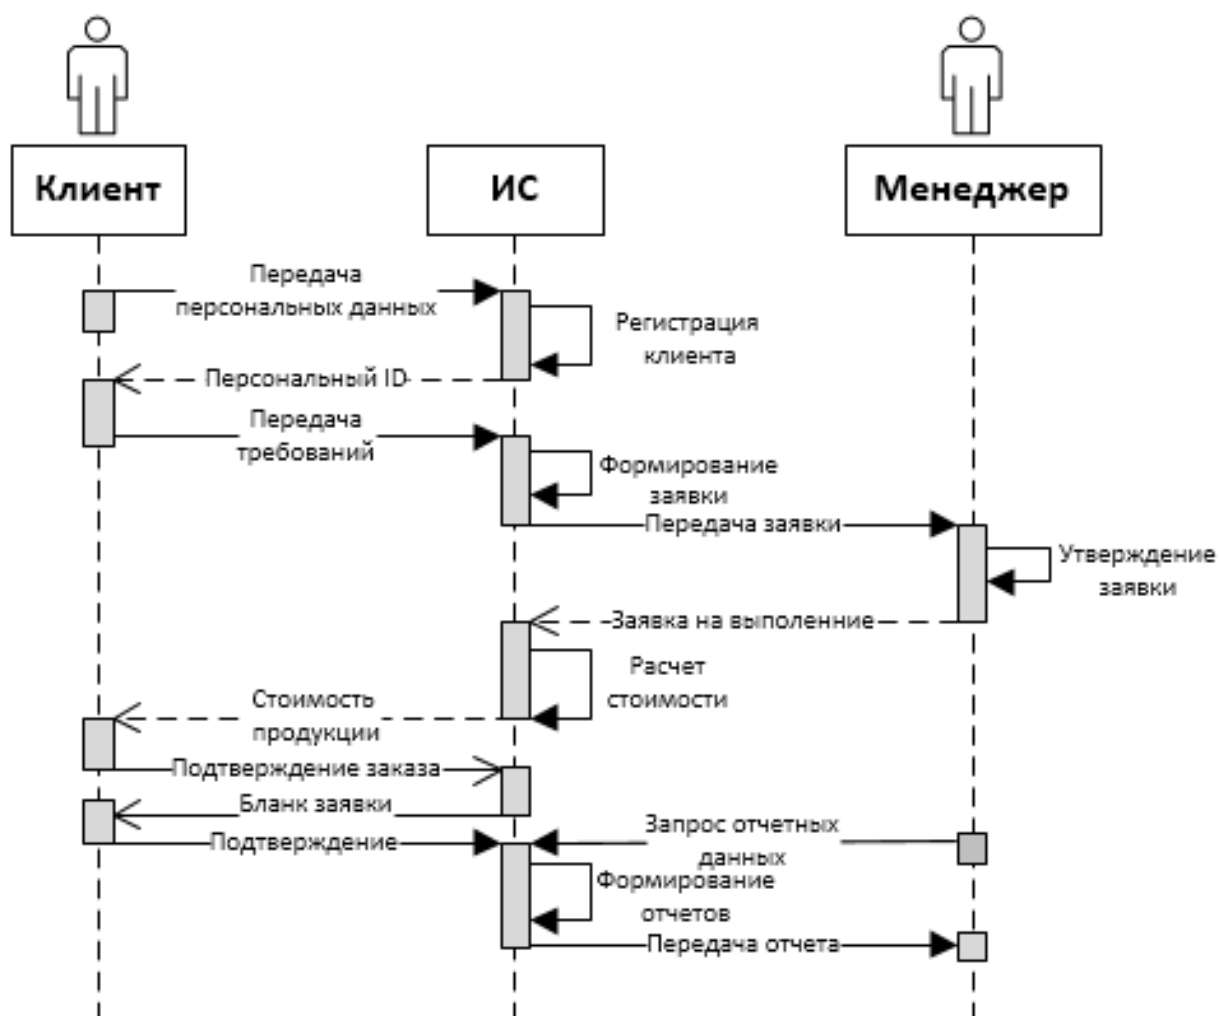 Клиент
ИС
Менеджер
Передача
персональных данных
Регистрация
клиента
Персональный ID
Передача
требований
Формирование
заявки
Передача заявки
Утверждение
заявки
Заявка на выполенние
Расчет
стоимости
Стоимость
продукции
Подтверждение заказа
Бланк заявки
Запрос отчетных
данных
Подтверждение
Формирование
отчетов
Передача отчета